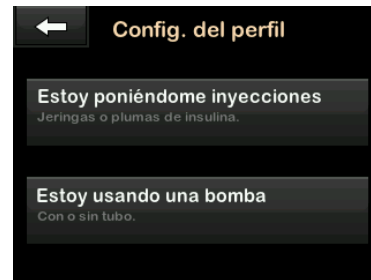 Config. del perfil
Estoy poniéndome inyecciones
Jeringas o plumas de insulina.
Estoy usando una bomba
Con o sin tubo.